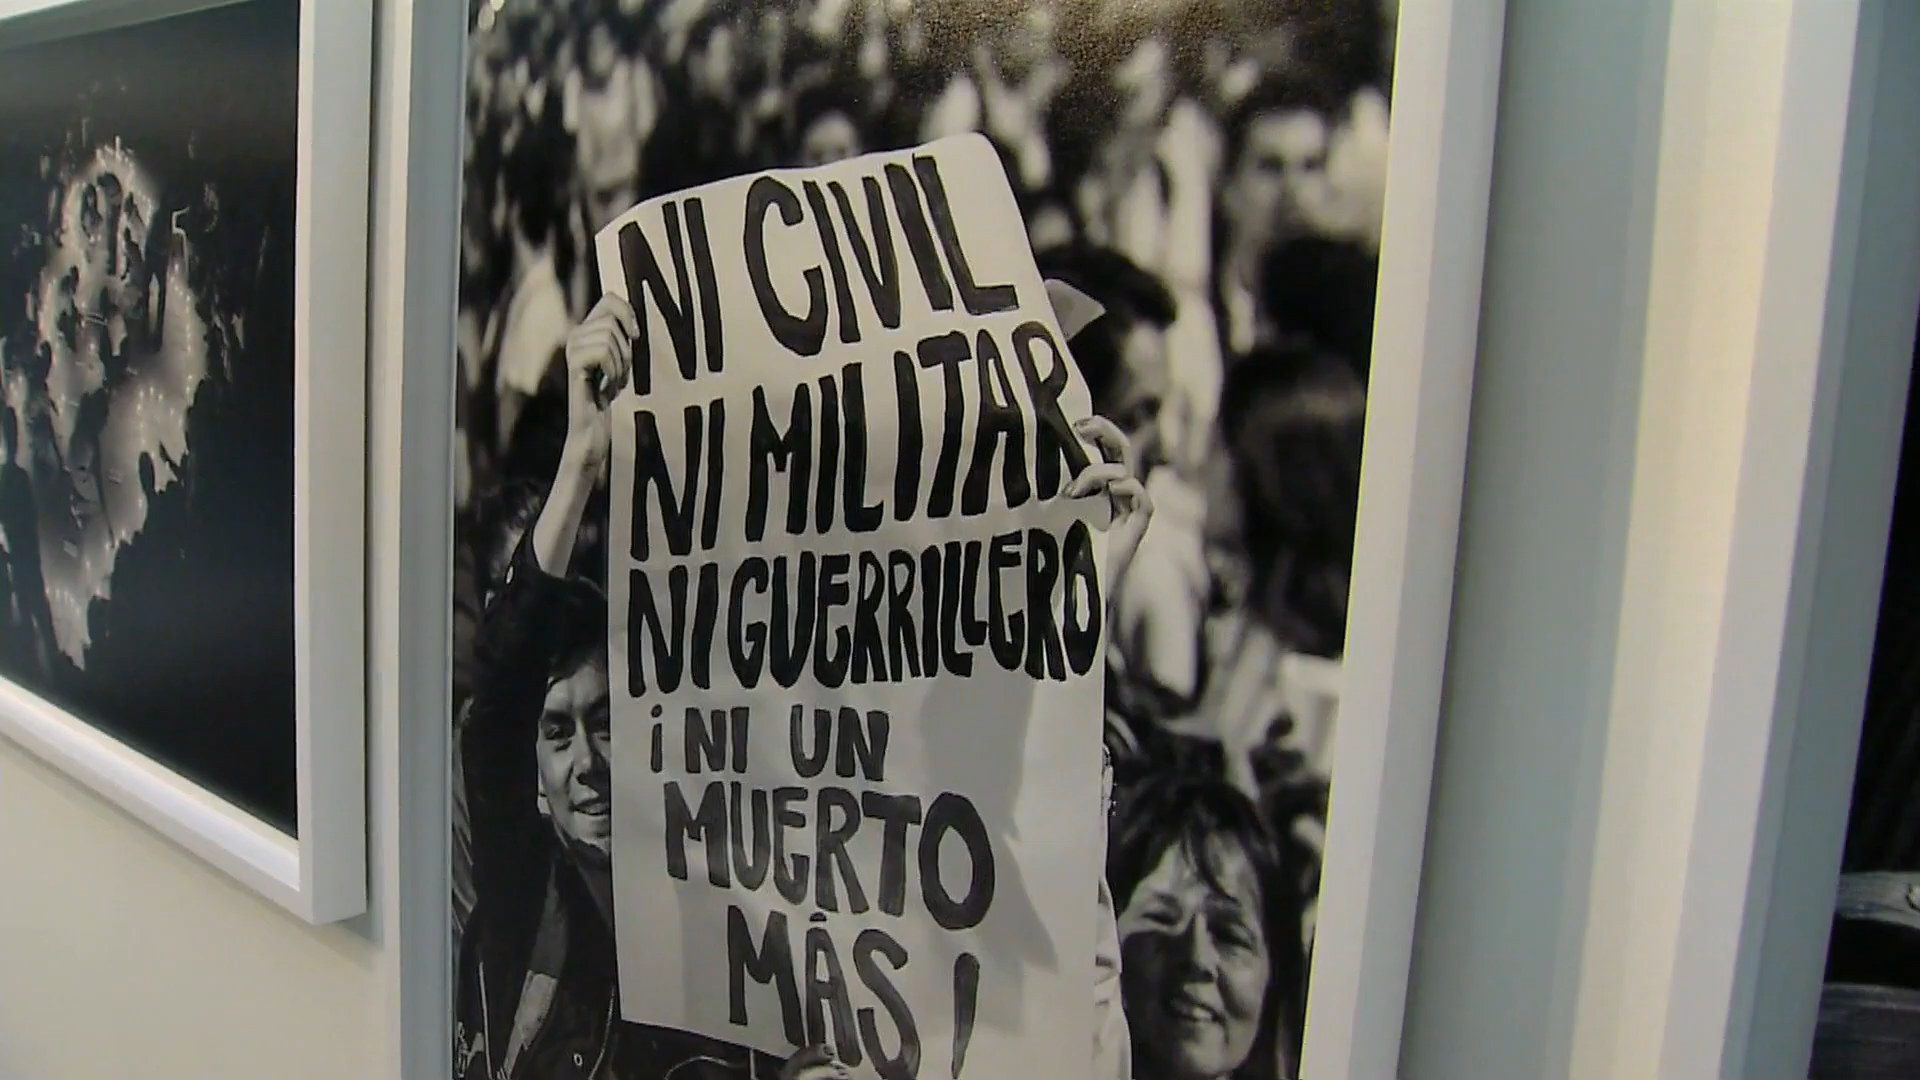 NI CIVIL
NI MILITAR
NI GUERRILLERO
¡NI UN
MUERTO
MÁS!